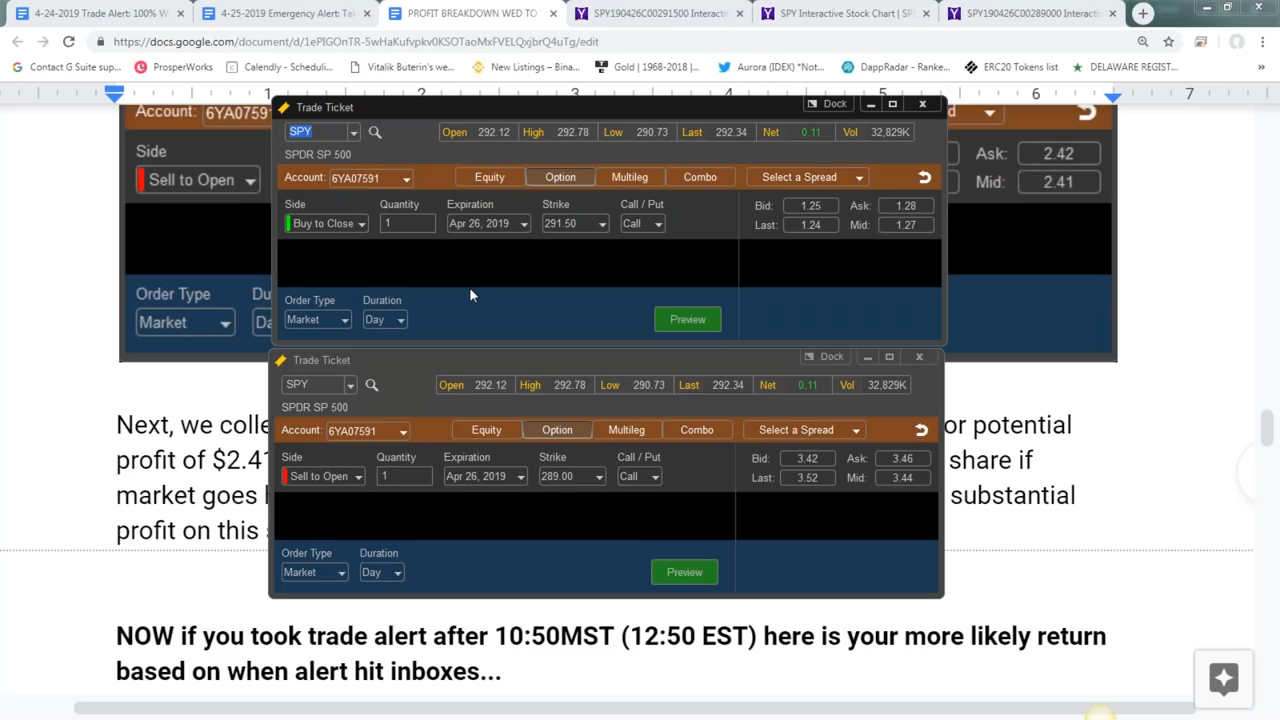 4-24-2019 Trade Alert: 100% W
4-25-2019 Emergency Alert: Tak
PROFIT BREAKDOWN WED TO
SPY190426C00291500 Interacti
SPY Interactive Stock Chart | SP
SPY190426C00289000 Interacti
https://docs.google.com/document/d/1ePIGOnTR-5wHaKufvpkv0KSOTaoMxFVELQxjbrQ4uTg/edit
Contact G Suite sup...
ProsperWorks
Calendly - Scheduli...
Vitalik Buterin's we...
New Listings – Bina...
Gold | 1968-2018 |...
Aurora (IDEX) "Not...
DappRadar - Ranke...
ERC20 Tokens list
DELAWARE REGIST...
»
1 2 3 4 5 6 7
Account: 6YA0759
Side
Sell to Open
Ask: 2.42
Mid: 2.41
Order Type
Market
Trade Ticket
Dock
SPY
Open 292.12 High 292.78 Low 290.73 Last 292.34 Net 0.11 Vol 32,829K
SPDR SP 500
Account: 6YA07591 Equity Option Multileg Combo Select a Spread
Side Quantity Expiration Strike Call / Put
Buy to Close 1 Apr 26, 2019 291.50 Call
Bid: 1.25 Ask: 1.28
Last: 1.24 Mid: 1.27
Order Type Duration
Market Day Preview
Trade Ticket
Dock
SPY
Open 292.12 High 292.78 Low 290.73 Last 292.34 Net 0.11 Vol 32,829K
SPDR SP 500
Account: 6YA07591 Equity Option Multileg Combo Select a Spread
Side Quantity Expiration Strike Call / Put
Sell to Open 1 Apr 26, 2019 289.00 Call
Bid: 3.42 Ask: 3.46
Last: 3.52 Mid: 3.44
Order Type Duration
Market Day Preview
Next, we colle or potential
profit of $2.41 share if
market goes substantial
profit on this
NOW if you took trade alert after 10:50MST (12:50 EST) here is your more likely return
based on when alert hit inboxes...